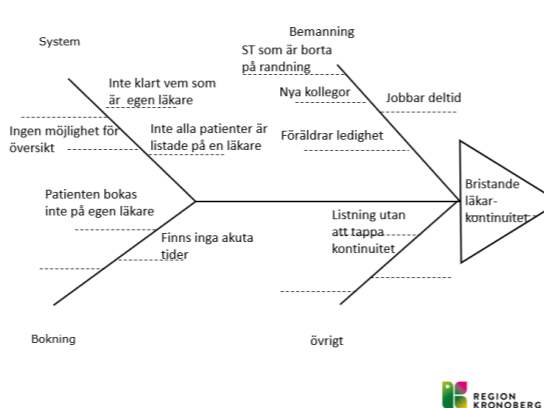 System
Bemanning
ST som är borta
på randning
Inte klart vem som
är egen läkare
Nya kollegor
Jobbar deltid
Ingen möjlighet för
översikt
Inte alla patienter är
listade på en läkare
Föräldrar ledighet
Patienten bokas
inte på egen läkare
Bristande
läkar-
kontinuitet
Listning utan
att tappa
kontinuitet
Finns inga akuta
tider
Bokning
övrigt
REGION
KRONOBERG